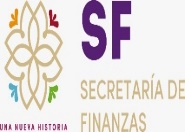 SF
SECRETARÍA DE
FINANZAS
UNA NUEVA HISTORIA